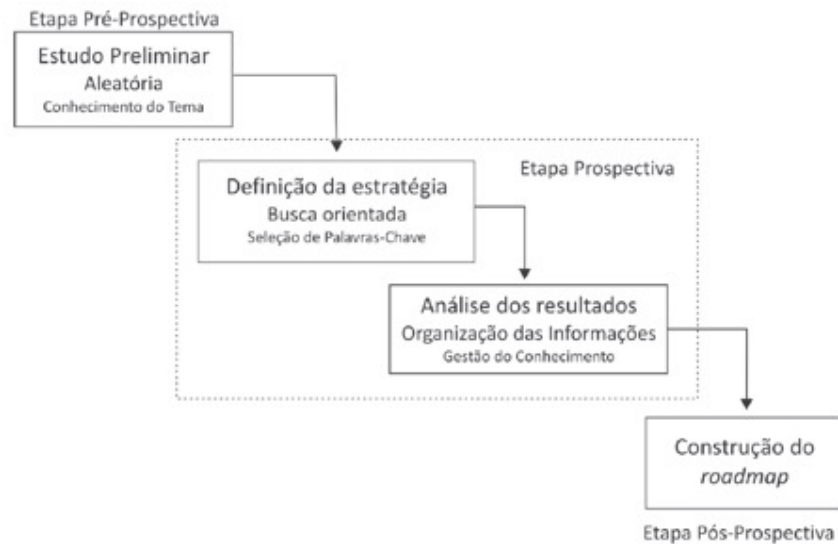 Etapa Pré-Prospectiva
Estudo Preliminar
Aleatória
Conhecimento do Tema
Etapa Prospectiva
Definição da estratégia
Busca orientada
Seleção de Palavras-Chave
Análise dos resultados
Organização das Informações
Gestão do Conhecimento
Construção do
roadmap
Etapa Pós-Prospectiva